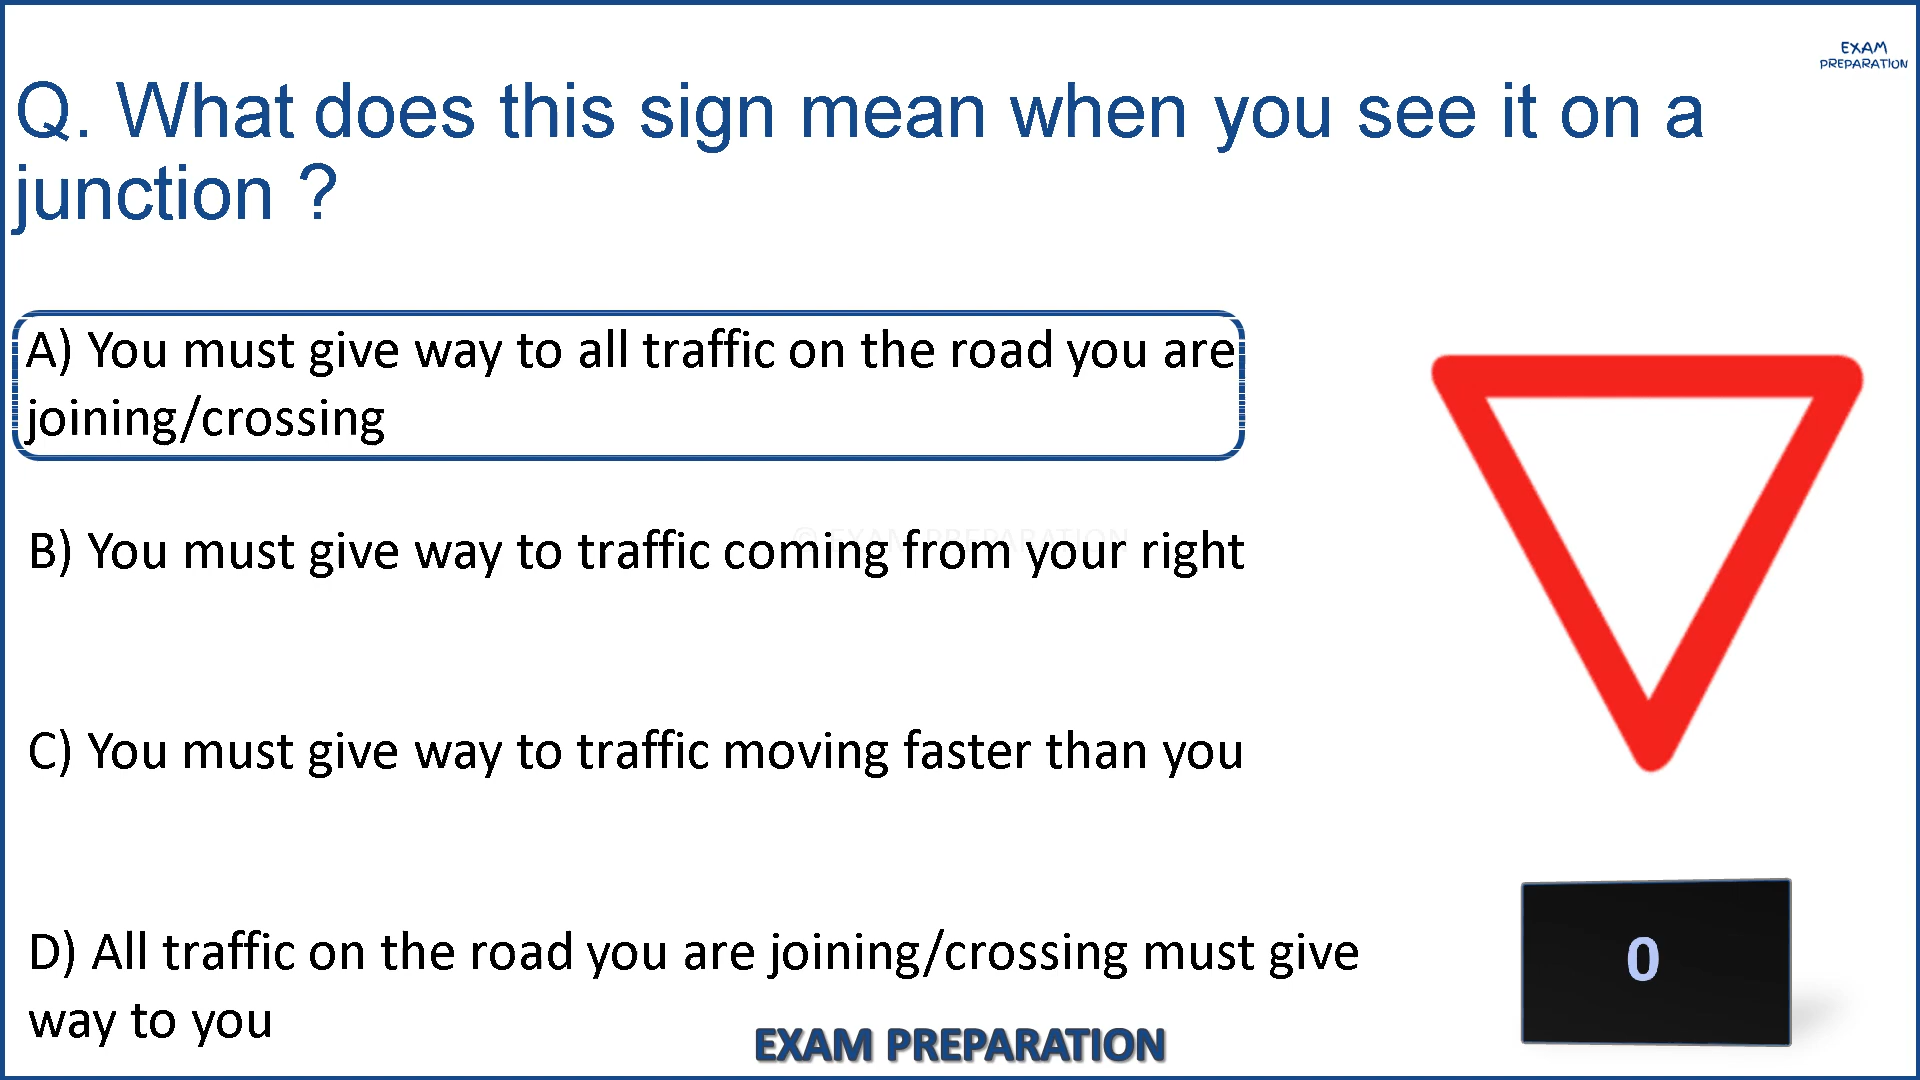 EXAM
PREPARATION
Q. What does this sign mean when you see it on a
junction ?
A) You must give way to all traffic on the road you are
joining/crossing
© EXAM PREPARATION
B) You must give way to traffic coming from your right
C) You must give way to traffic moving faster than you
D) All traffic on the road you are joining/crossing must give
way to you
0
EXAM PREPARATION